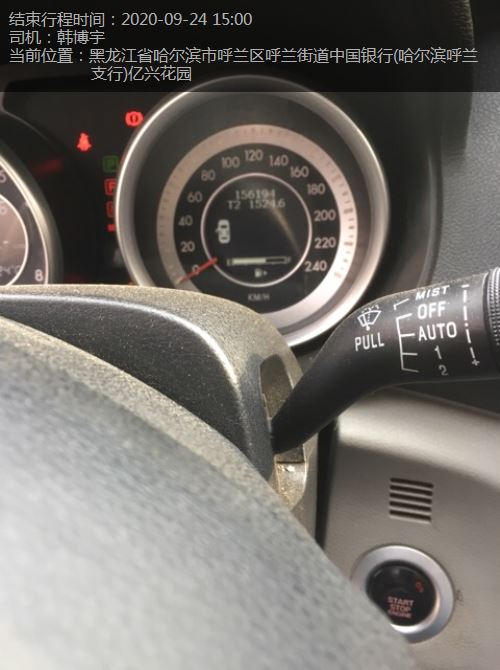 结束行程时间：2020-09-24 15:00
司机：韩博宇
当前位置：黑龙江省哈尔滨市呼兰区呼兰街道中国银行(哈尔滨呼兰
支行)亿兴花园
0
20
40
60
80
100
120
140
160
180
200
220
240
156194
T2 1524.6
KM/H
P
R
8
MIST
OFF
AUTO
1
2
PULL
+
START
STOP
ENGINE